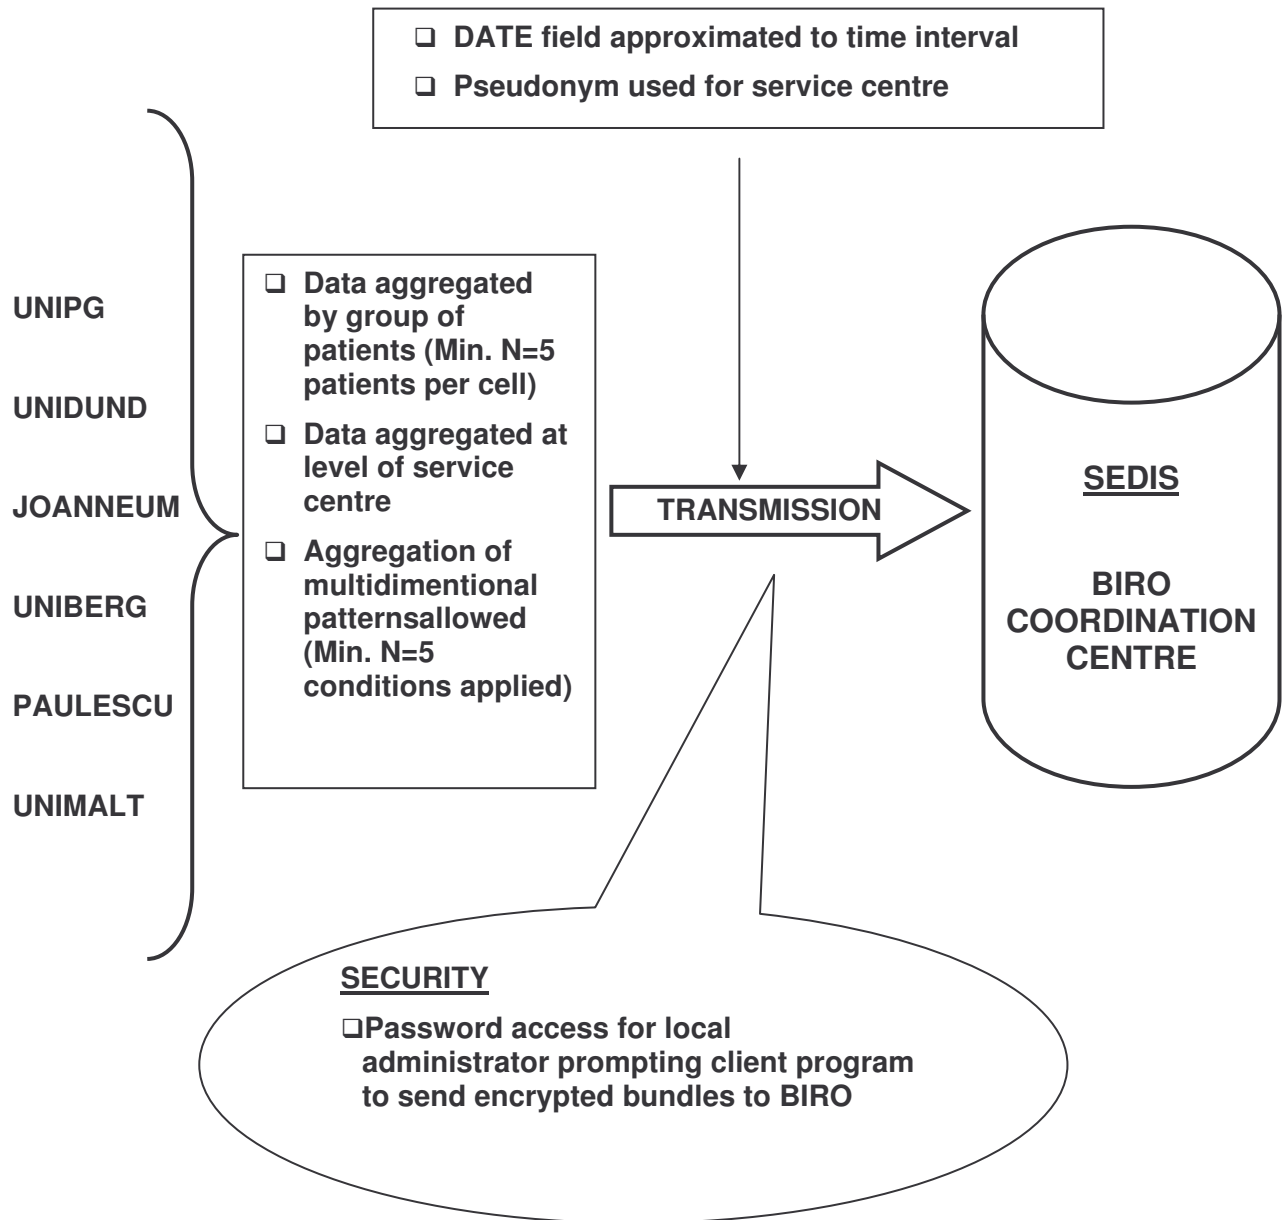 ❑ DATE field approximated to time interval
❑ Pseudonym used for service centre
UNIPG
UNIDUND
JOANNEUM
UNIBERG
PAULESCU
UNIMALT
❑ Data aggregated
by group of
patients (Min. N=5
patients per cell)
❑ Data aggregated at
level of service
centre
❑ Aggregation of
multidimentional
patternsallowed
(Min. N=5
conditions applied)
TRANSMISSION
SEDIS
BIRO
COORDINATION
CENTRE
SECURITY
❑Password access for local
administrator prompting client program
to send encrypted bundles to BIRO